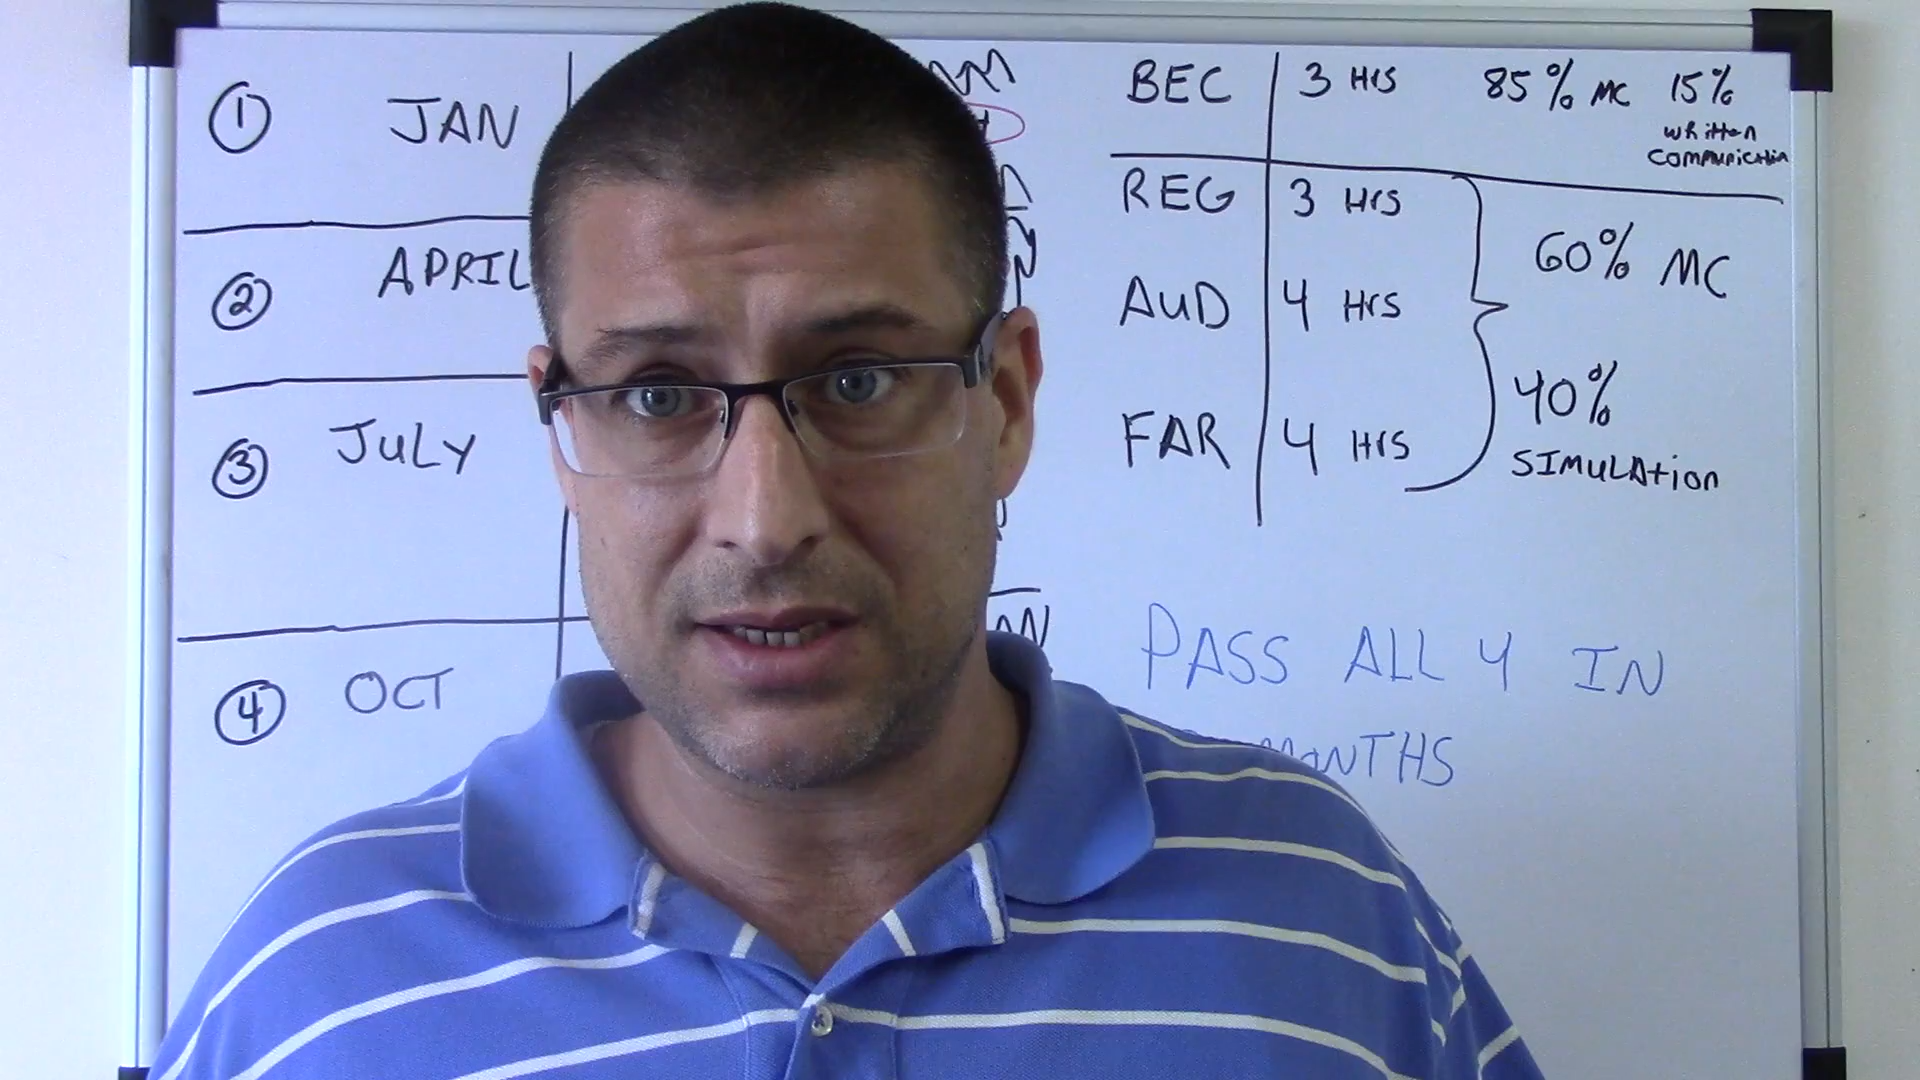 ① JAN
② APRIL
③ JULY
④ OCT
BEC 3 HRS 85% MC 15%
whitten
communication
REG 3 HRS
AUD 4 HRS
FAR 4 HRS
60% MC
40%
SIMULAtion
PASS ALL 4 IN
MONTHS